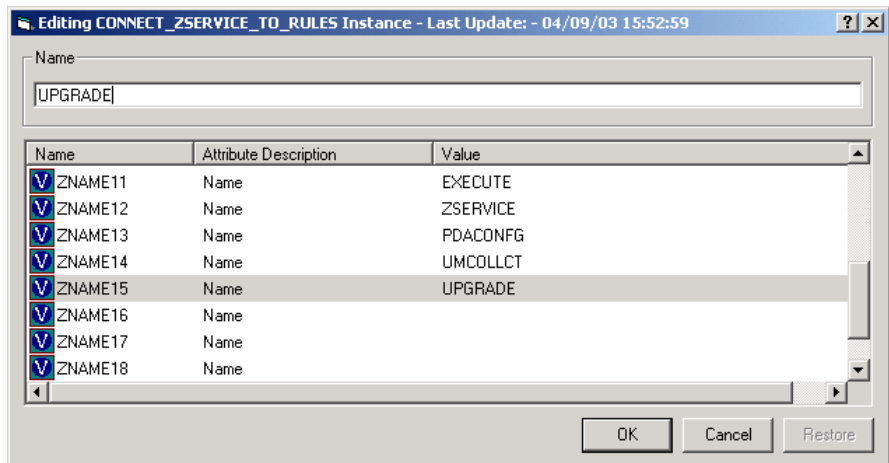 Editing CONNECT_ZSERVICE_TO_RULES Instance - Last Update: - 04/09/03 15:52:59
Name
UPGRADE
Name Attribute Description Value
V ZNAME11 Name EXECUTE
V ZNAME12 Name ZSERVICE
V ZNAME13 Name PDACONFG
V ZNAME14 Name UMCOLLCT
V ZNAME15 Name UPGRADE
V ZNAME16 Name
V ZNAME17 Name
V ZNAME18 Name
OK Cancel Restore